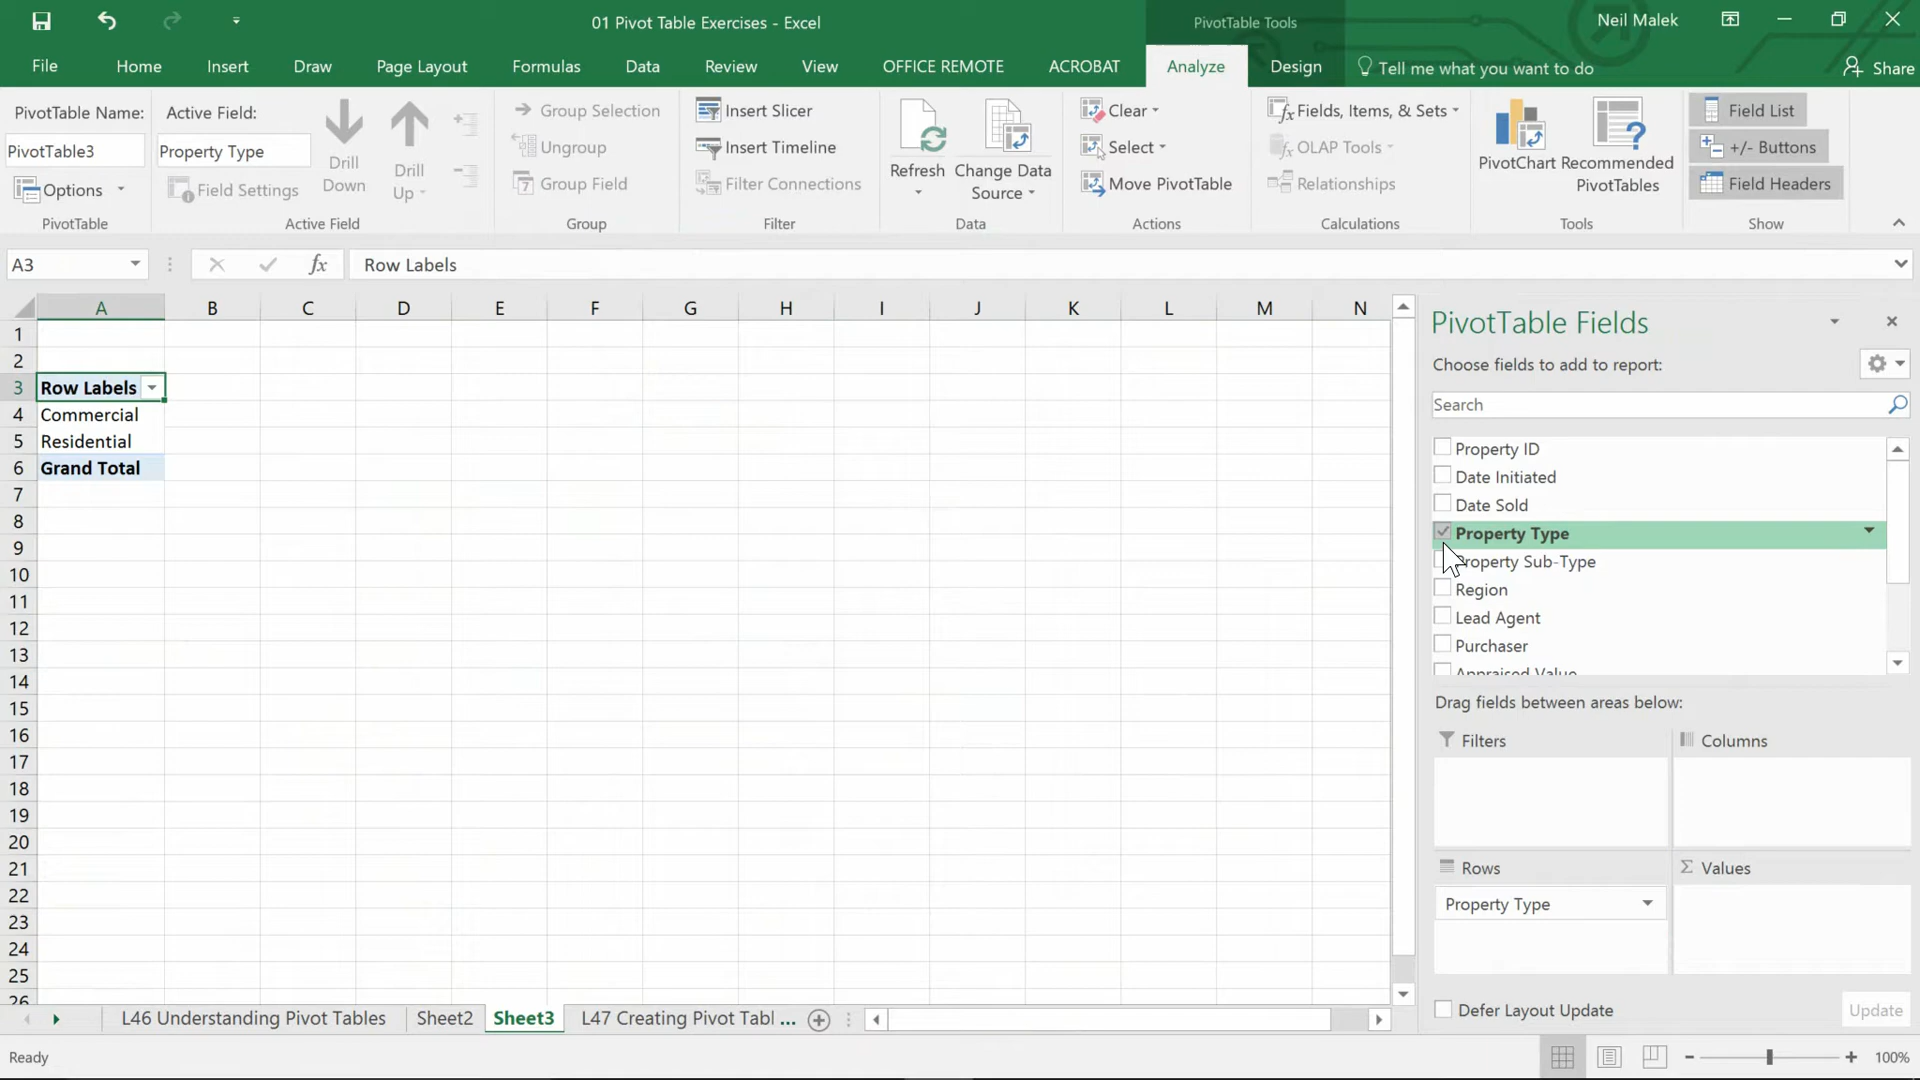 01 Pivot Table Exercises - Excel
PivotTable Tools
Neil Malek
File Home Insert Draw Page Layout Formulas Data Review View OFFICE REMOTE ACROBAT Analyze Design Tell me what you want to do Share
PivotTable Name:
PivotTable3
Options
PivotTable
Active Field:
Property Type
Field Settings
Drill Down
Drill Up
Active Field
Group Selection
Ungroup
Group Field
Group
Insert Slicer
Insert Timeline
Filter Connections
Filter
Refresh
Change Data Source
Data
Clear
Select
Move PivotTable
Actions
Fields, Items, & Sets
OLAP Tools
Relationships
Calculations
PivotChart
Recommended PivotTables
Tools
Field List
+/- Buttons
Field Headers
Show
A3
fx
Row Labels
A B C D E F G H I J K L M N
1
2
3 Row Labels
4 Commercial
5 Residential
6 Grand Total
7
8
9
10
11
12
13
14
15
16
17
18
19
20
21
22
23
24
25
26
PivotTable Fields
Choose fields to add to report:
Search
Property ID
Date Initiated
Date Sold
Property Type
Property Sub-Type
Region
Lead Agent
Purchaser
Appraised Value
Drag fields between areas below:
Filters
Columns
Rows
Σ Values
Property Type
Defer Layout Update
Update
L46 Understanding Pivot Tables Sheet2 Sheet3 L47 Creating Pivot Tabl ...
Ready
100%